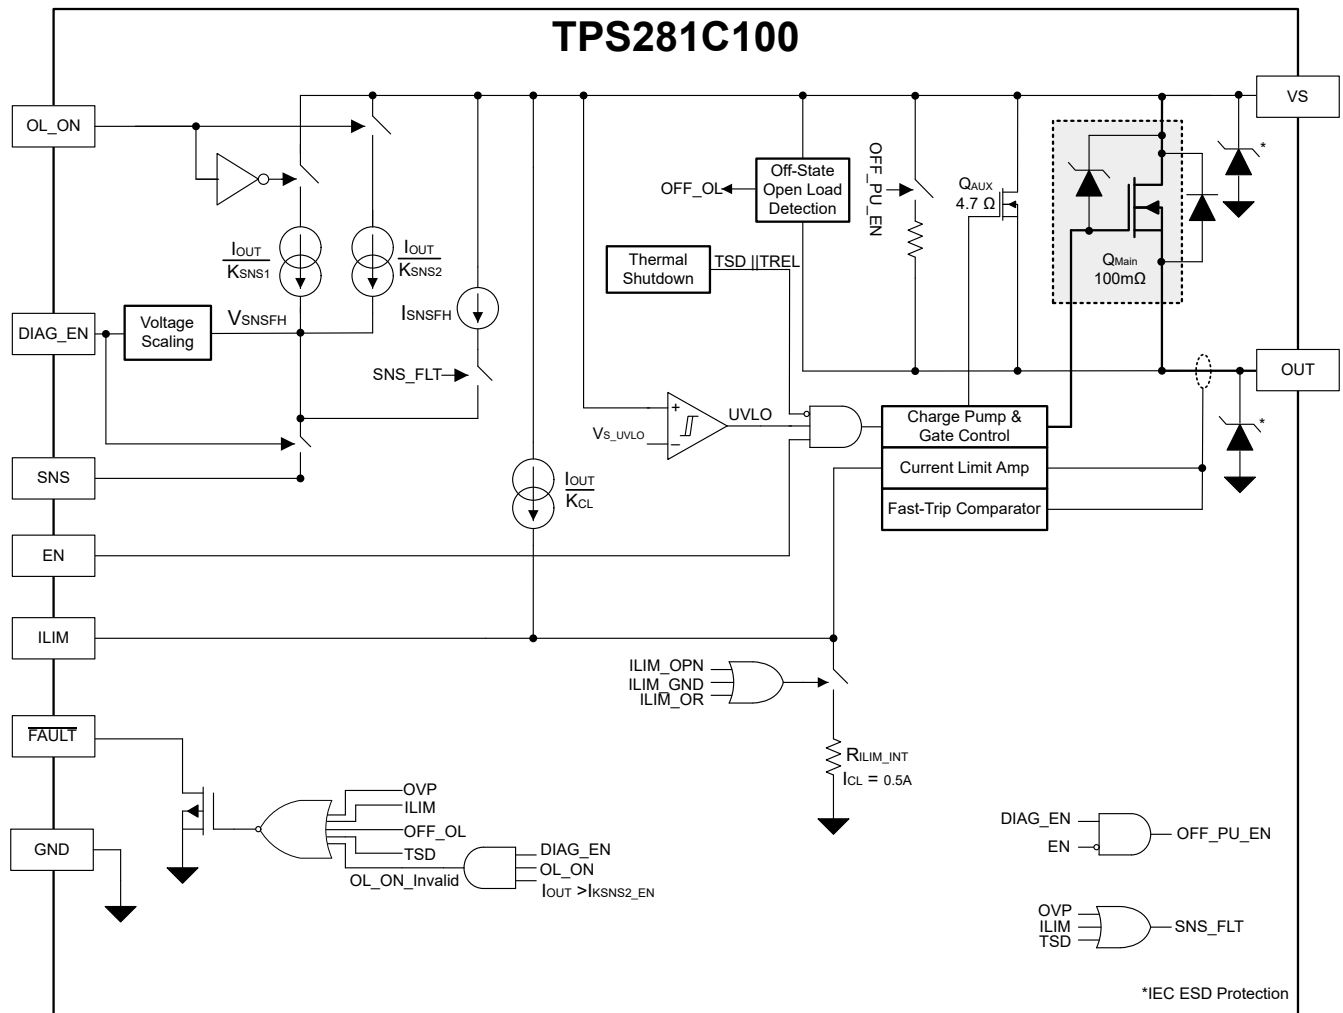 TPS281C100
VS
OL_ON
OFF_PU_EN
*
Off-State
Open Load
Detection
OFF_OL
QAUX
4.7 Ω
IOUT
KSNS1
IOUT
KSNS2
Thermal
Shutdown
TSD ||TREL
QMain
100mΩ
ISNSFH
DIAG_EN
Voltage
Scaling
VSNSFH
SNS_FLT
OUT
+
UVLO
VS_UVLO
−
Charge Pump &
Gate Control
*
Current Limit Amp
Fast-Trip Comparator
SNS
IOUT
KCL
EN
ILIM
ILIM_OPN
ILIM_GND
ILIM_OR
FAULT
RILIM_INT
ICL = 0.5A
OVP
ILIM
OFF_OL
TSD
OL_ON_Invalid
DIAG_EN
OL_ON
IOUT >IKSNS2_EN
GND
DIAG_EN
EN
OFF_PU_EN
OVP
ILIM
TSD
SNS_FLT
*IEC ESD Protection